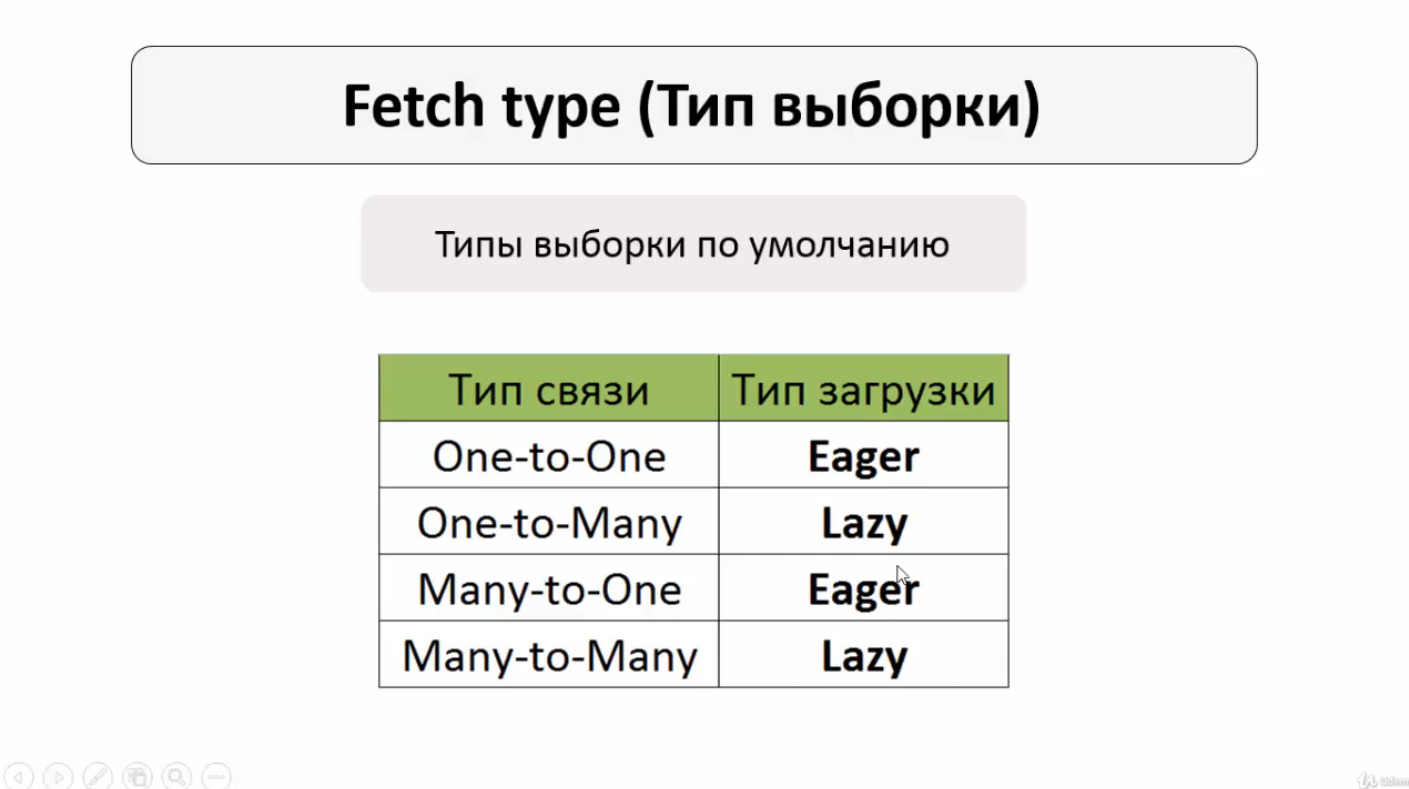 Fetch type (Тип выборки)
Типы выборки по умолчанию
Тип связи Тип загрузки
One-to-One Eager
One-to-Many Lazy
Many-to-One Eager
Many-to-Many Lazy